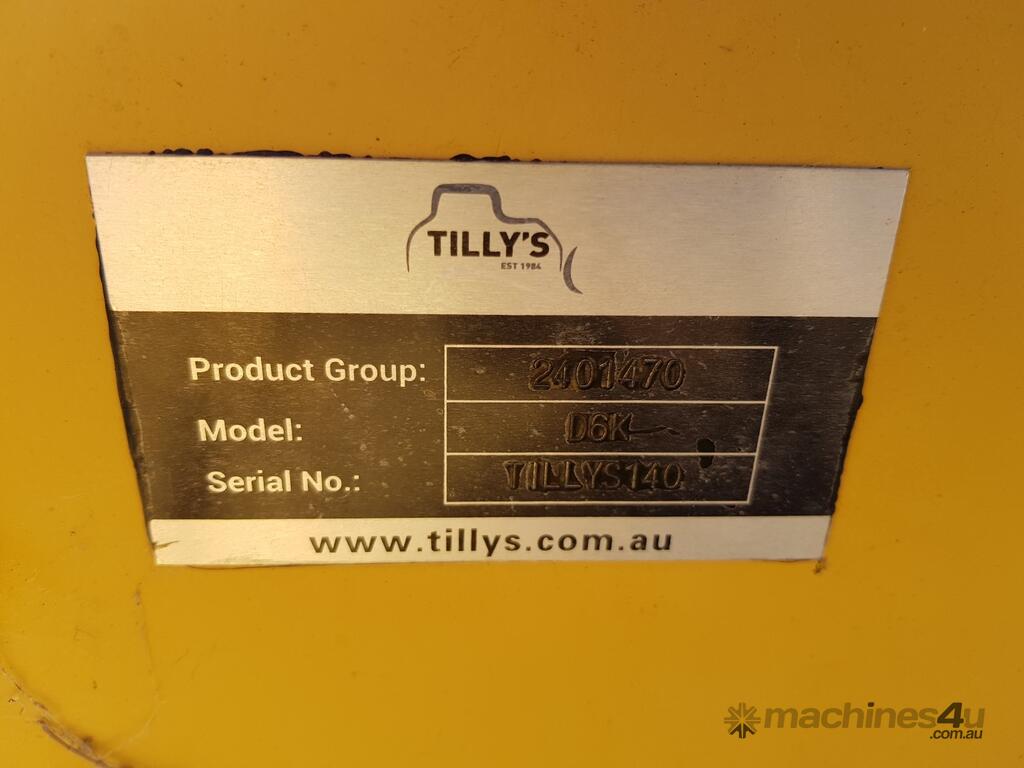 TILLY'S
EST 1984
Product Group: 2401470
Model: D6K
Serial No.: TILLYS140
www.tillys.com.au
machines4u
.com.au